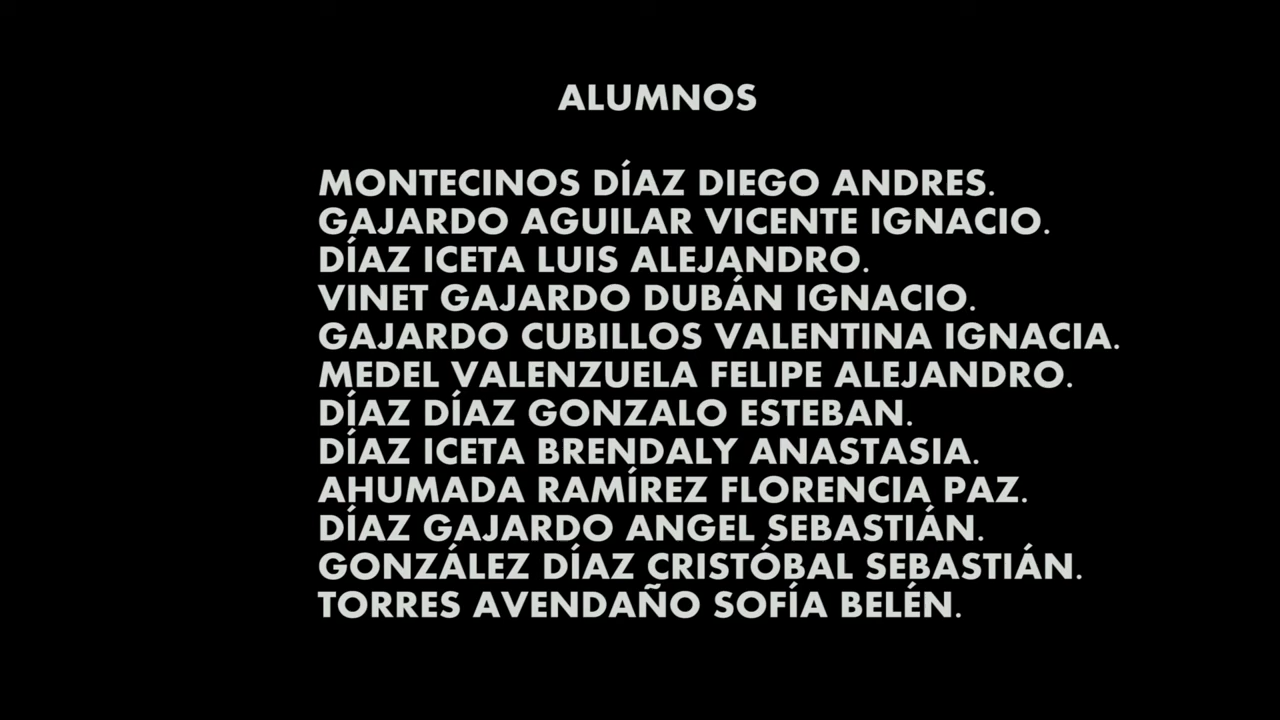 ALUMNOS
MONTECINOS DÍAZ DIEGO ANDRES.
GAJARDO AGUILAR VICENTE IGNACIO.
DÍAZ ICETA LUIS ALEJANDRO.
VINET GAJARDO DUBÁN IGNACIO.
GAJARDO CUBILLOS VALENTINA IGNACIA.
MEDEL VALENZUELA FELIPE ALEJANDRO.
DÍAZ DÍAZ GONZALO ESTEBAN.
DÍAZ ICETA BRENDALY ANASTASIA.
AHUMADA RAMÍREZ FLORENCIA PAZ.
DÍAZ GAJARDO ANGEL SEBASTIÁN.
GONZÁLEZ DÍAZ CRISTÓBAL SEBASTIÁN.
TORRES AVENDAÑO SOFÍA BELÉN.